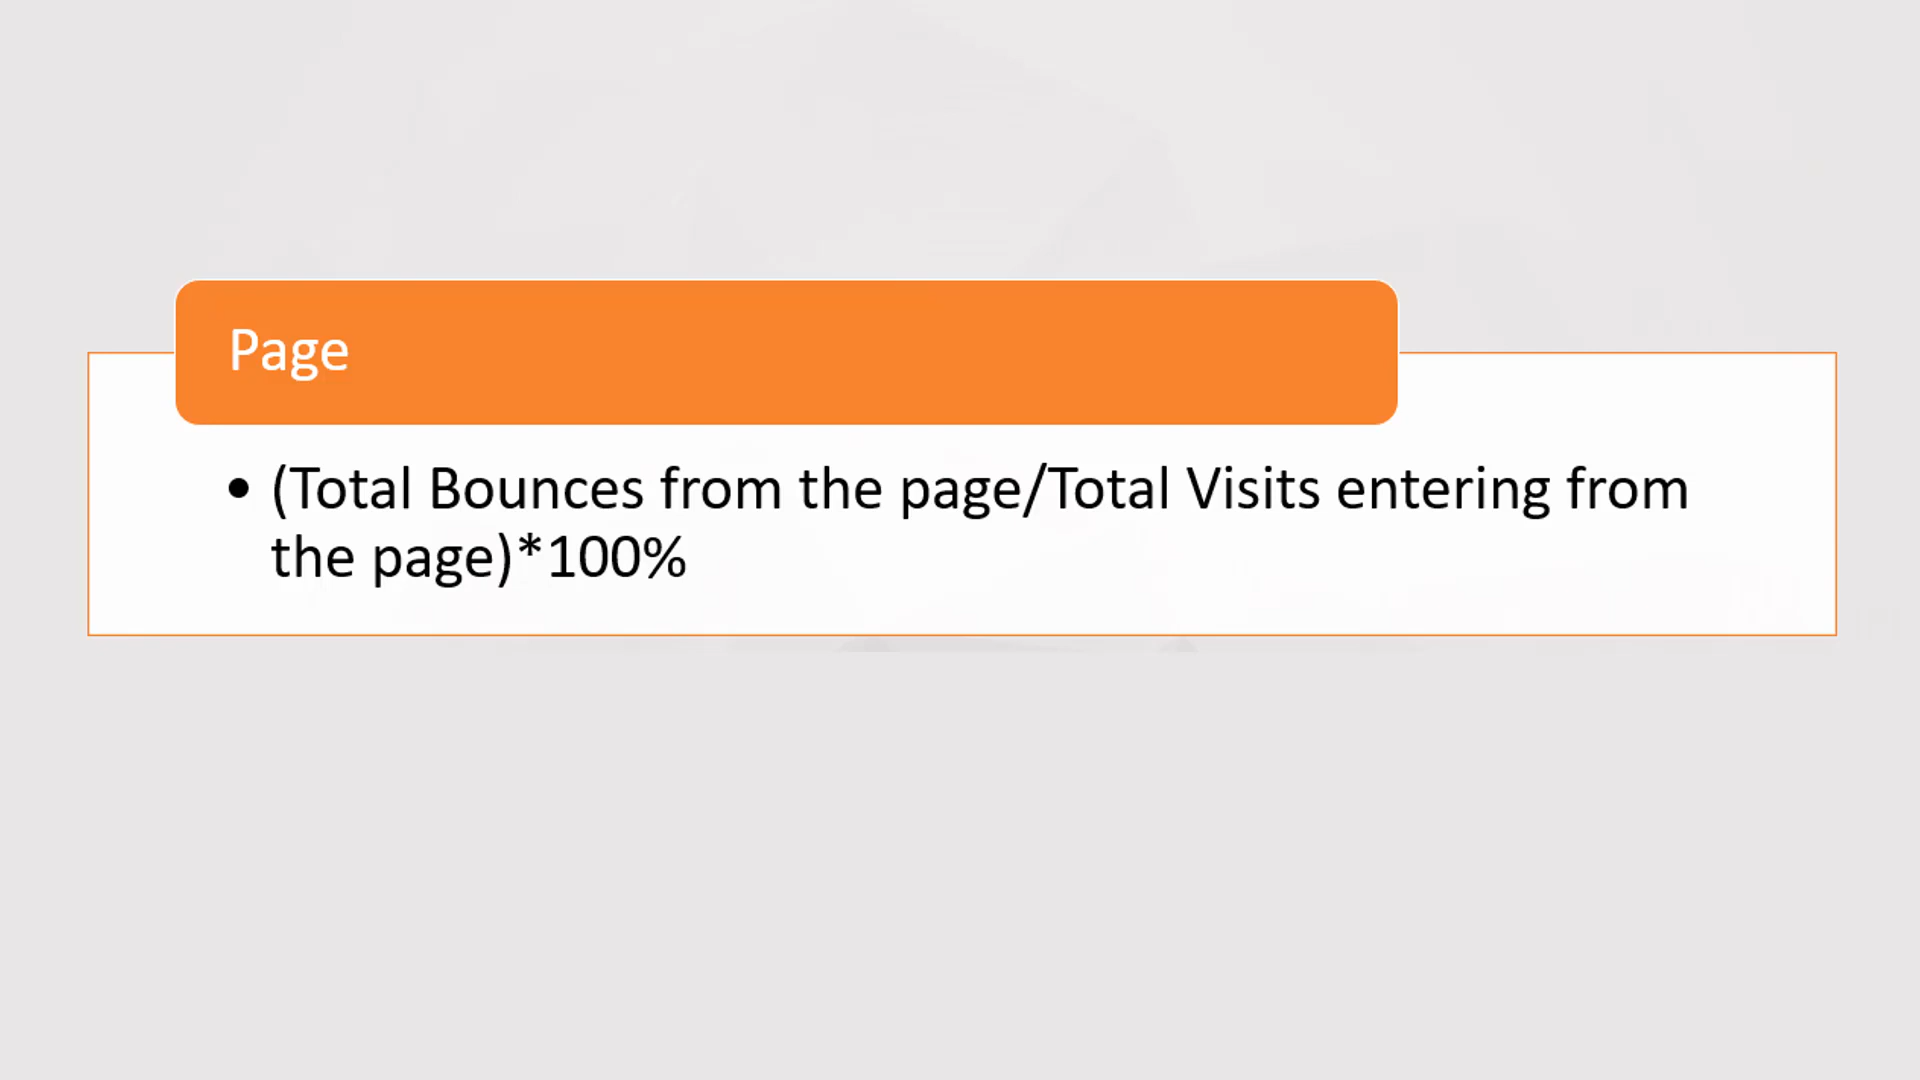 Page
• (Total Bounces from the page/Total Visits entering from
the page)*100%